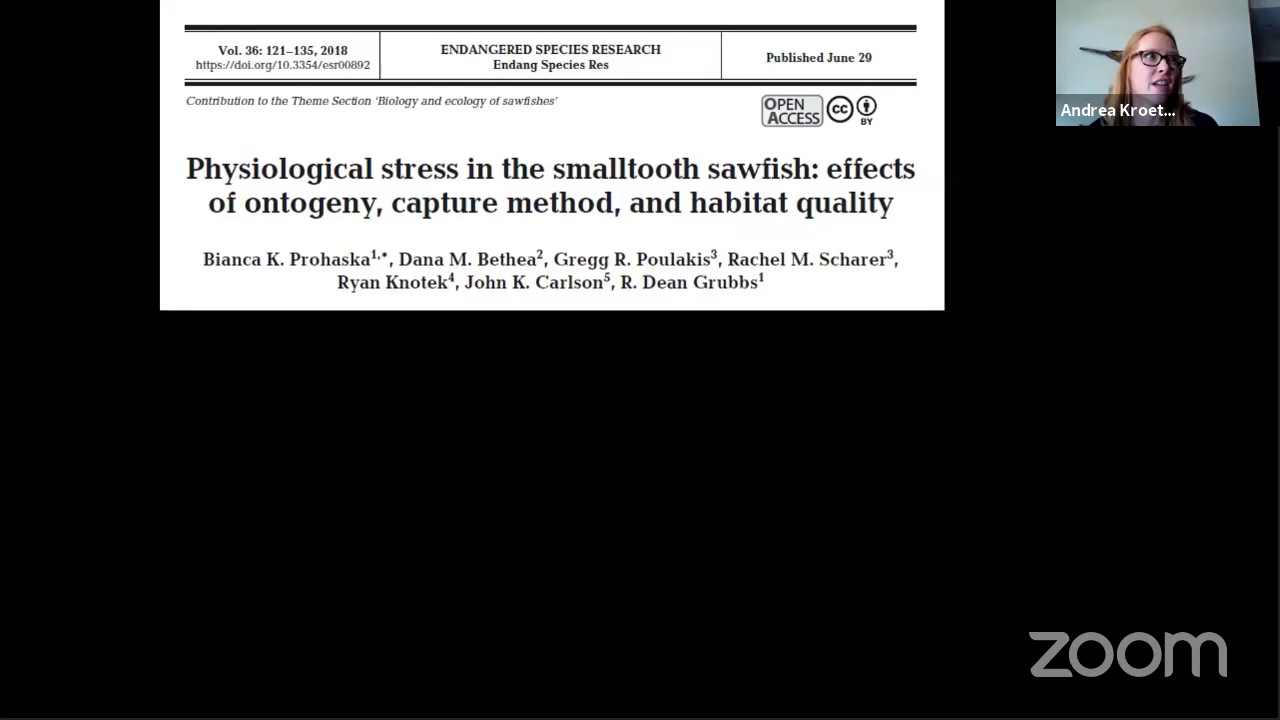 Vol. 36: 121–135, 2018
https://doi.org/10.3354/esr00892
ENDANGERED SPECIES RESEARCH
Endang Species Res
Published June 29
Contribution to the Theme Section ‘Biology and ecology of sawfishes’
OPEN
ACCESS
CC
BY
Physiological stress in the smalltooth sawfish: effects
of ontogeny, capture method, and habitat quality
Bianca K. Prohaska1,*, Dana M. Bethea2, Gregg R. Poulakis3, Rachel M. Scharer3,
Ryan Knotek4, John K. Carlson5, R. Dean Grubbs1
Andrea Kroet...
zoom